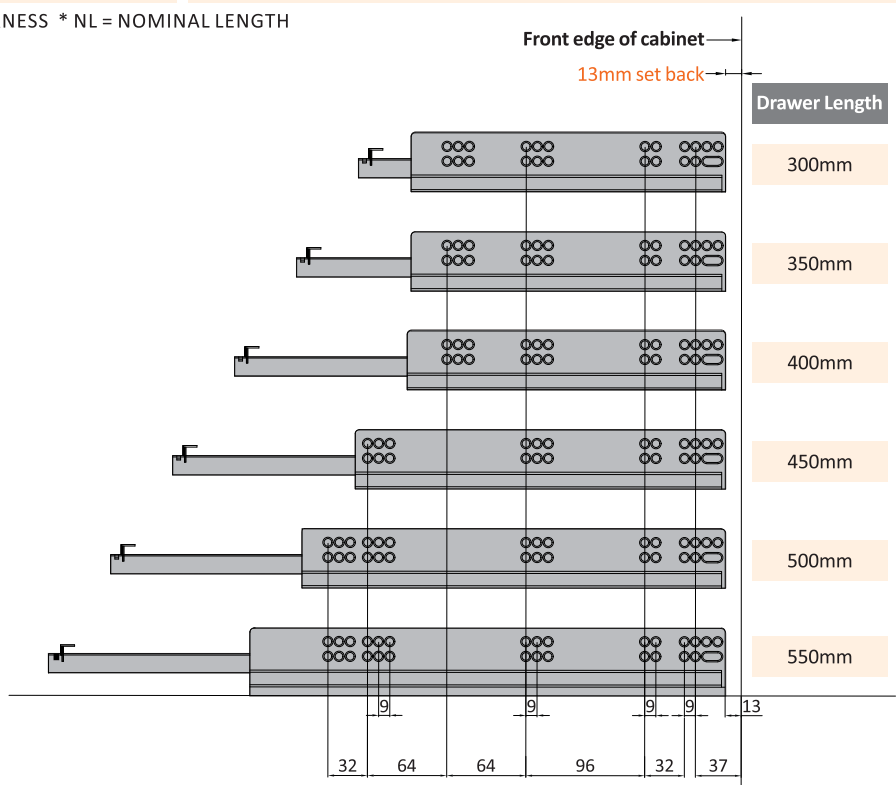 NESS * NL = NOMINAL LENGTH
Front edge of cabinet
13mm set back
Drawer Length
300mm
350mm
400mm
450mm
500mm
550mm
9 9 9 9 13
32 64 64 96 32 37